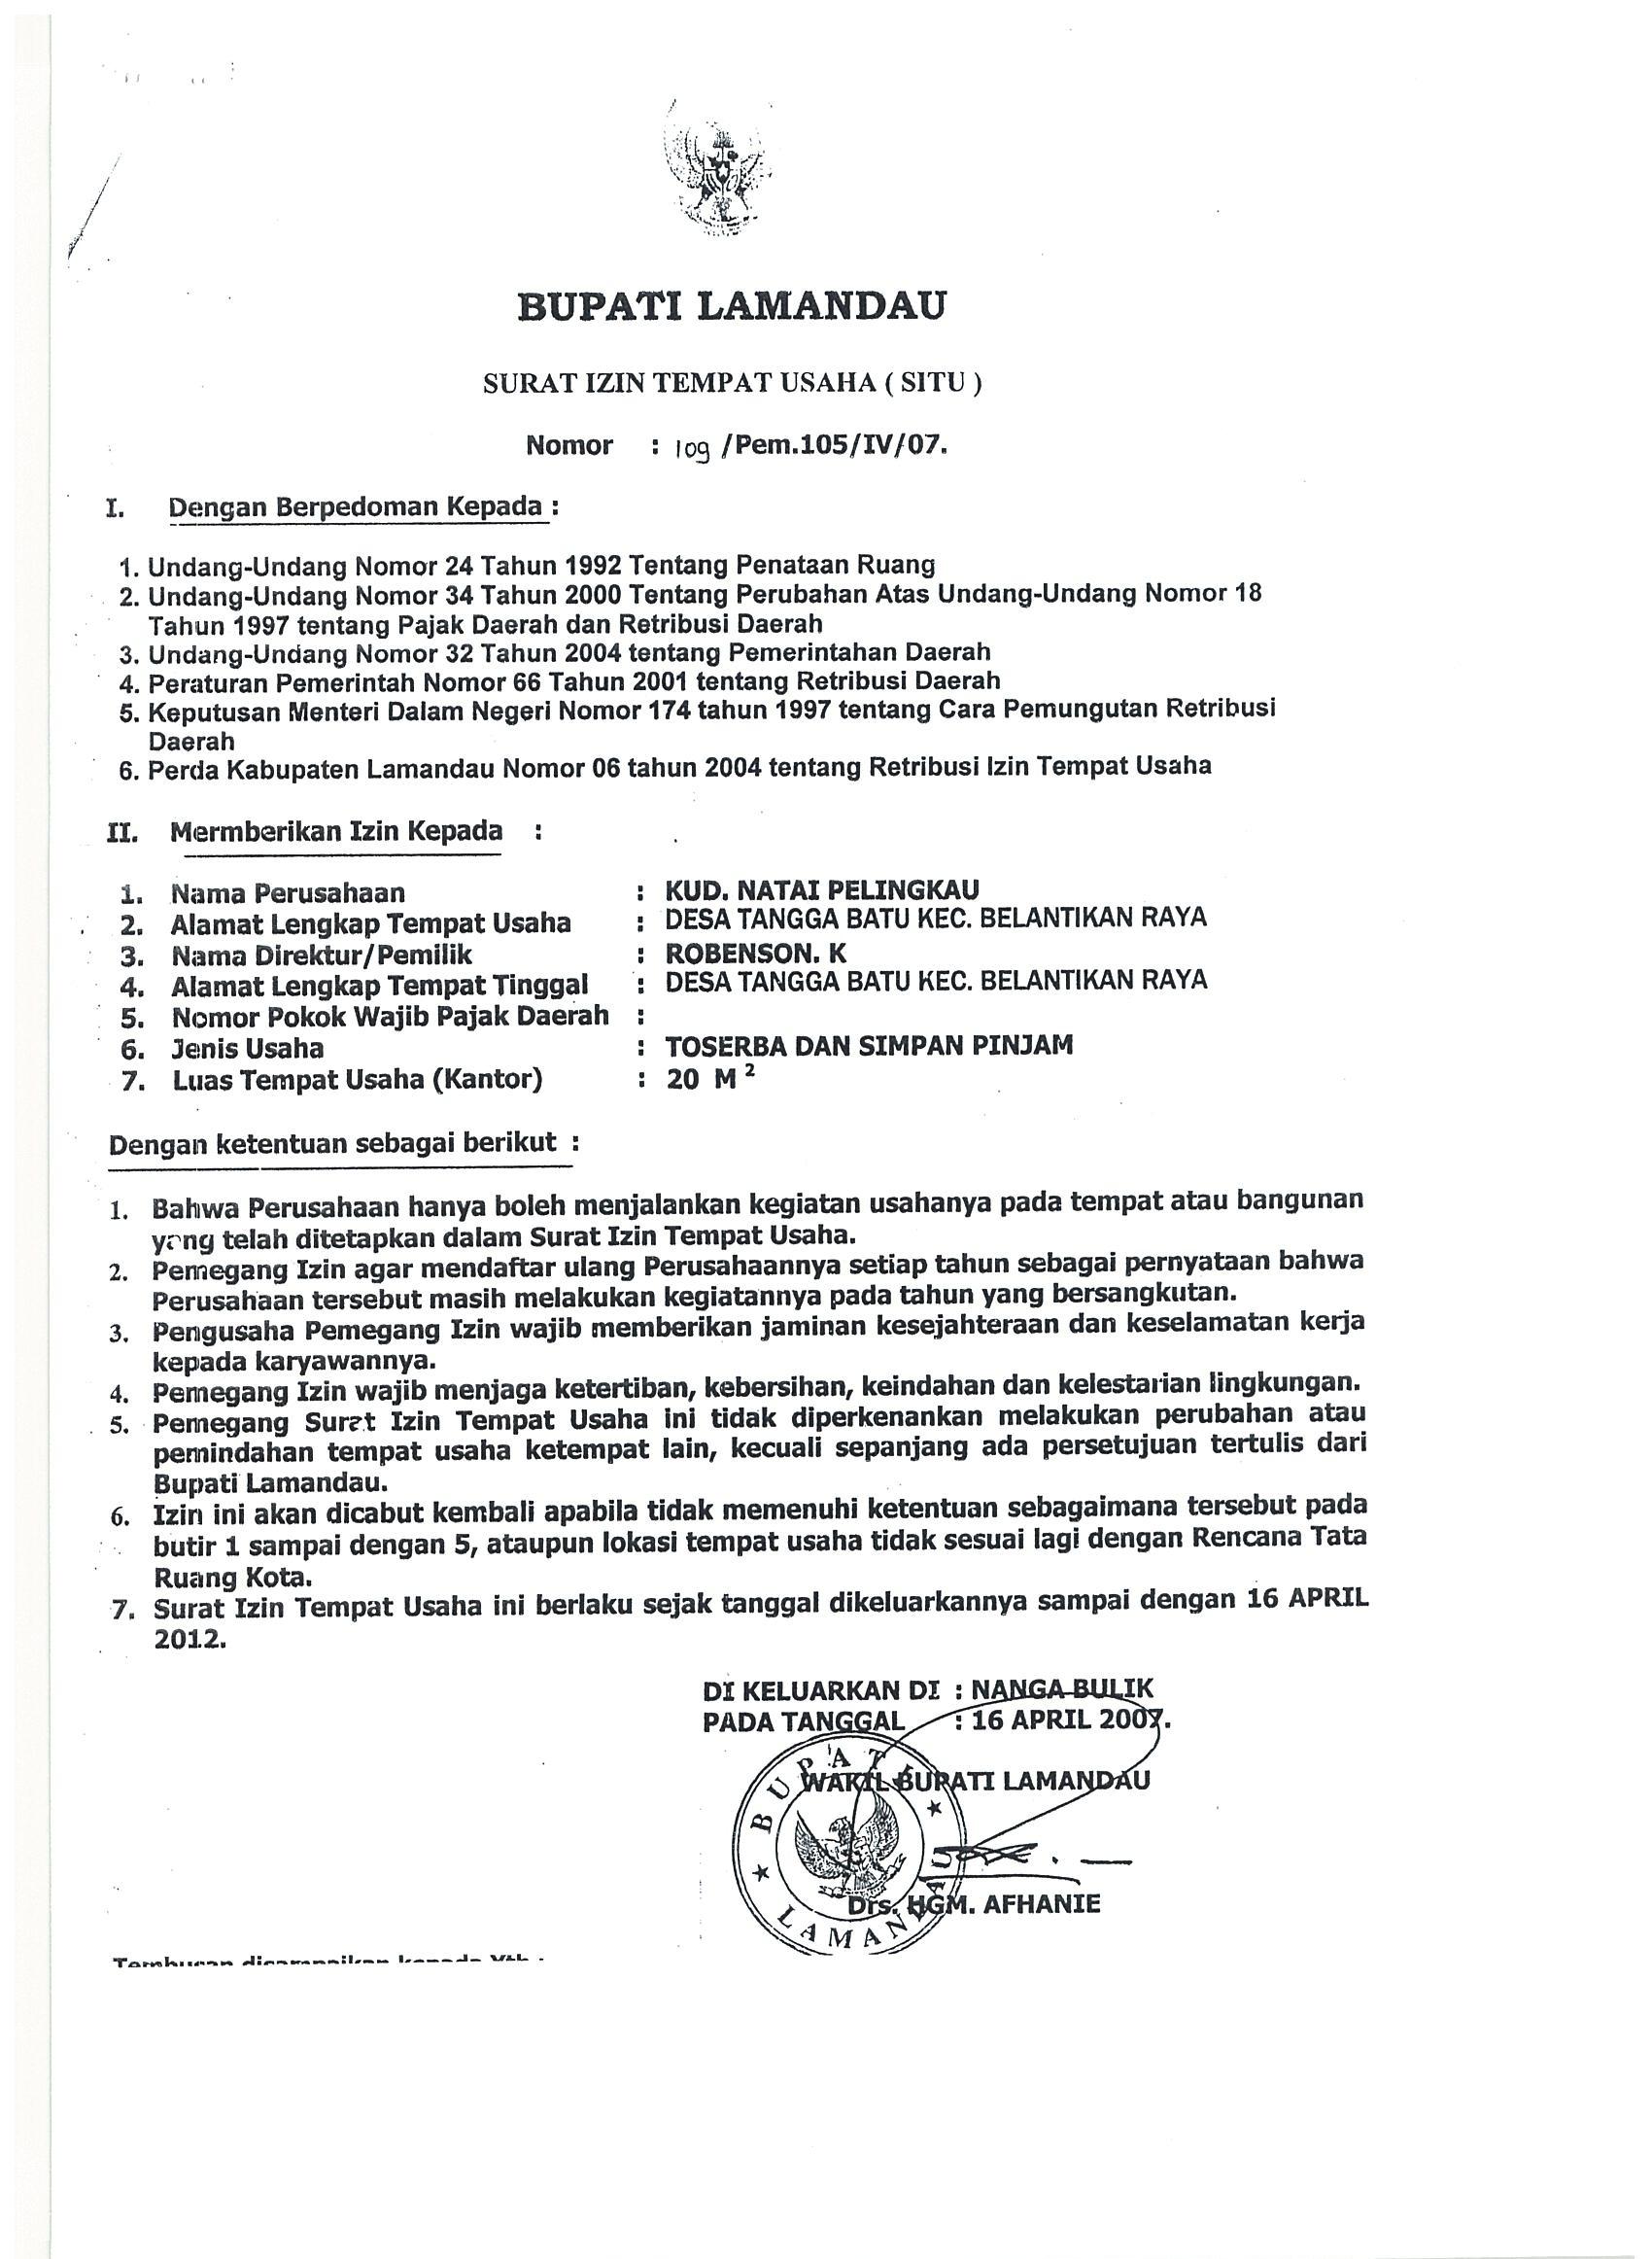 BUPATI LAMANDAU
SURAT IZIN TEMPAT USAHA ( SITU )
Nomor : 109 /Pem.105/IV/07.
I. Dengan Berpedoman Kepada :
1. Undang-Undang Nomor 24 Tahun 1992 Tentang Penataan Ruang
2. Undang-Undang Nomor 34 Tahun 2000 Tentang Perubahan Atas Undang-Undang Nomor 18
Tahun 1997 tentang Pajak Daerah dan Retribusi Daerah
3. Undang-Undang Nomor 32 Tahun 2004 tentang Pemerintahan Daerah
4. Peraturan Pemerintah Nomor 66 Tahun 2001 tentang Retribusi Daerah
5. Keputusan Menteri Dalam Negeri Nomor 174 tahun 1997 tentang Cara Pemungutan Retribusi
Daerah
6. Perda Kabupaten Lamandau Nomor 06 tahun 2004 tentang Retribusi Izin Tempat Usaha
II. Mermberikan Izin Kepada :
1. Nama Perusahaan : KUD. NATAI PELINGKAU
2. Alamat Lengkap Tempat Usaha : DESA TANGGA BATU KEC. BELANTIKAN RAYA
3. Nama Direktur/Pemilik : ROBENSON. K
4. Alamat Lengkap Tempat Tinggal : DESA TANGGA BATU KEC. BELANTIKAN RAYA
5. Nomor Pokok Wajib Pajak Daerah :
6. Jenis Usaha : TOSERBA DAN SIMPAN PINJAM
7. Luas Tempat Usaha (Kantor) : 20 M ²
Dengan ketentuan sebagai berikut :
1. Bahwa Perusahaan hanya boleh menjalankan kegiatan usahanya pada tempat atau bangunan
yang telah ditetapkan dalam Surat Izin Tempat Usaha.
2. Pemegang Izin agar mendaftar ulang Perusahaannya setiap tahun sebagai pernyataan bahwa
Perusahaan tersebut masih melakukan kegiatannya pada tahun yang bersangkutan.
3. Pengusaha Pemegang Izin wajib memberikan jaminan kesejahteraan dan keselamatan kerja
kepada karyawannya.
4. Pemegang Izin wajib menjaga ketertiban, kebersihan, keindahan dan kelestarian lingkungan.
5. Pemegang Surat Izin Tempat Usaha ini tidak diperkenankan melakukan perubahan atau
pemindahan tempat usaha ketempat lain, kecuali sepanjang ada persetujuan tertulis dari
Bupati Lamandau.
6. Izin ini akan dicabut kembali apabila tidak memenuhi ketentuan sebagaimana tersebut pada
butir 1 sampai dengan 5, ataupun lokasi tempat usaha tidak sesuai lagi dengan Rencana Tata
Ruang Kota.
7. Surat Izin Tempat Usaha ini berlaku sejak tanggal dikeluarkannya sampai dengan 16 APRIL
2012.
DI KELUARKAN DI : NANGA BULIK
PADA TANGGAL : 16 APRIL 2007.
WAKIL BUPATI LAMANDAU
BUPATI
LAMANDAU
Drs. HGM. AFHANIE
Tembusan disampaikan kepada Yth :